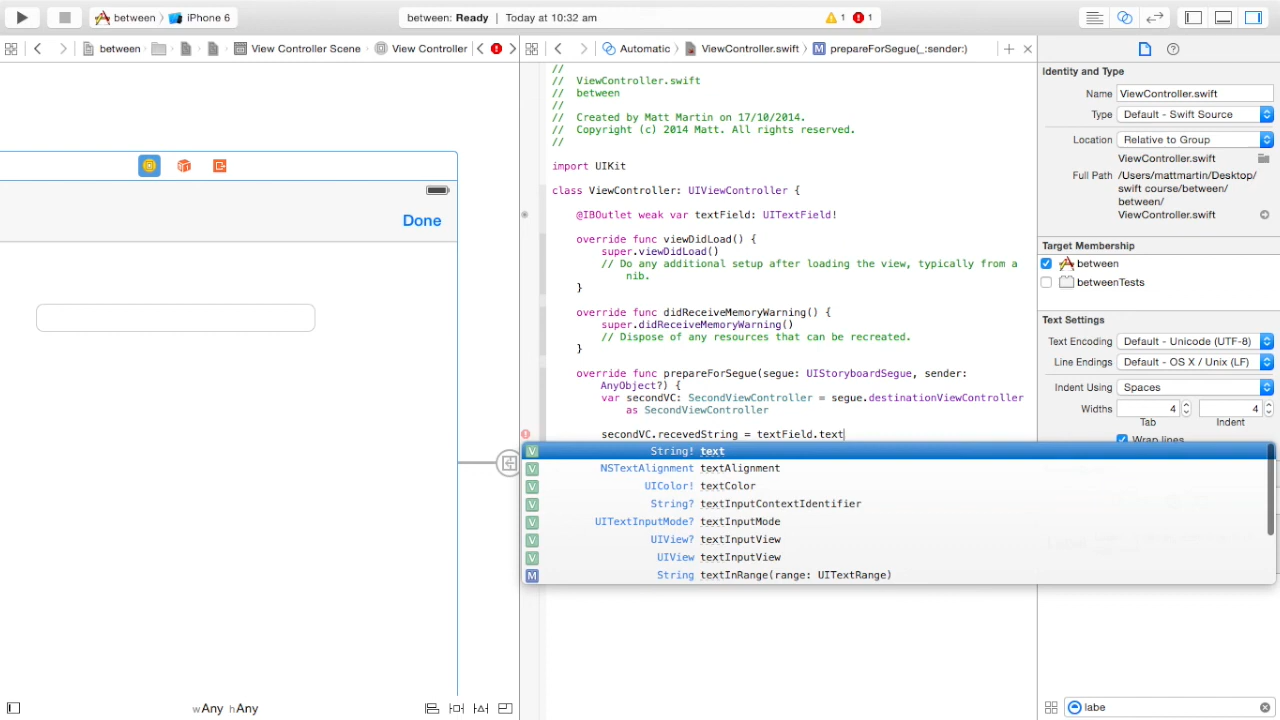 between
iPhone 6
between: Ready
Today at 10:32 am
1
1
between
View Controller Scene
View Controller
Automatic
ViewController.swift
M prepareForSegue(_:sender:)
Done
//
// ViewController.swift
// between
//
// Created by Matt Martin on 17/10/2014.
// Copyright (c) 2014 Matt. All rights reserved.
//
import UIKit
class ViewController: UIViewController {
@IBOutlet weak var textField: UITextField!
override func viewDidLoad() {
super.viewDidLoad()
// Do any additional setup after loading the view, typically from a
nib.
}
override func didReceiveMemoryWarning() {
super.didReceiveMemoryWarning()
// Dispose of any resources that can be recreated.
}
override func prepareForSegue(segue: UIStoryboardSegue, sender:
AnyObject?) {
var secondVC: SecondViewController = segue.destinationViewController
as SecondViewController
secondVC.recevedString = textField.text
V String! text
V NSTextAlignment textAlignment
V UIColor! textColor
V String? textInputContextIdentifier
V UITextInputMode? textInputMode
V UIView? textInputView
V UIView textInputView
M String textInRange(range: UITextRange)
Identity and Type
Name ViewController.swift
Type Default - Swift Source
Location Relative to Group
ViewController.swift
Full Path /Users/mattmartin/Desktop/
swift course/between/
between/
ViewController.swift
Target Membership
between
betweenTests
Text Settings
Text Encoding Default - Unicode (UTF-8)
Line Endings Default - OS X / Unix (LF)
Indent Using Spaces
Widths 4 4
Tab Indent
Wrap lines
wAny hAny
labe